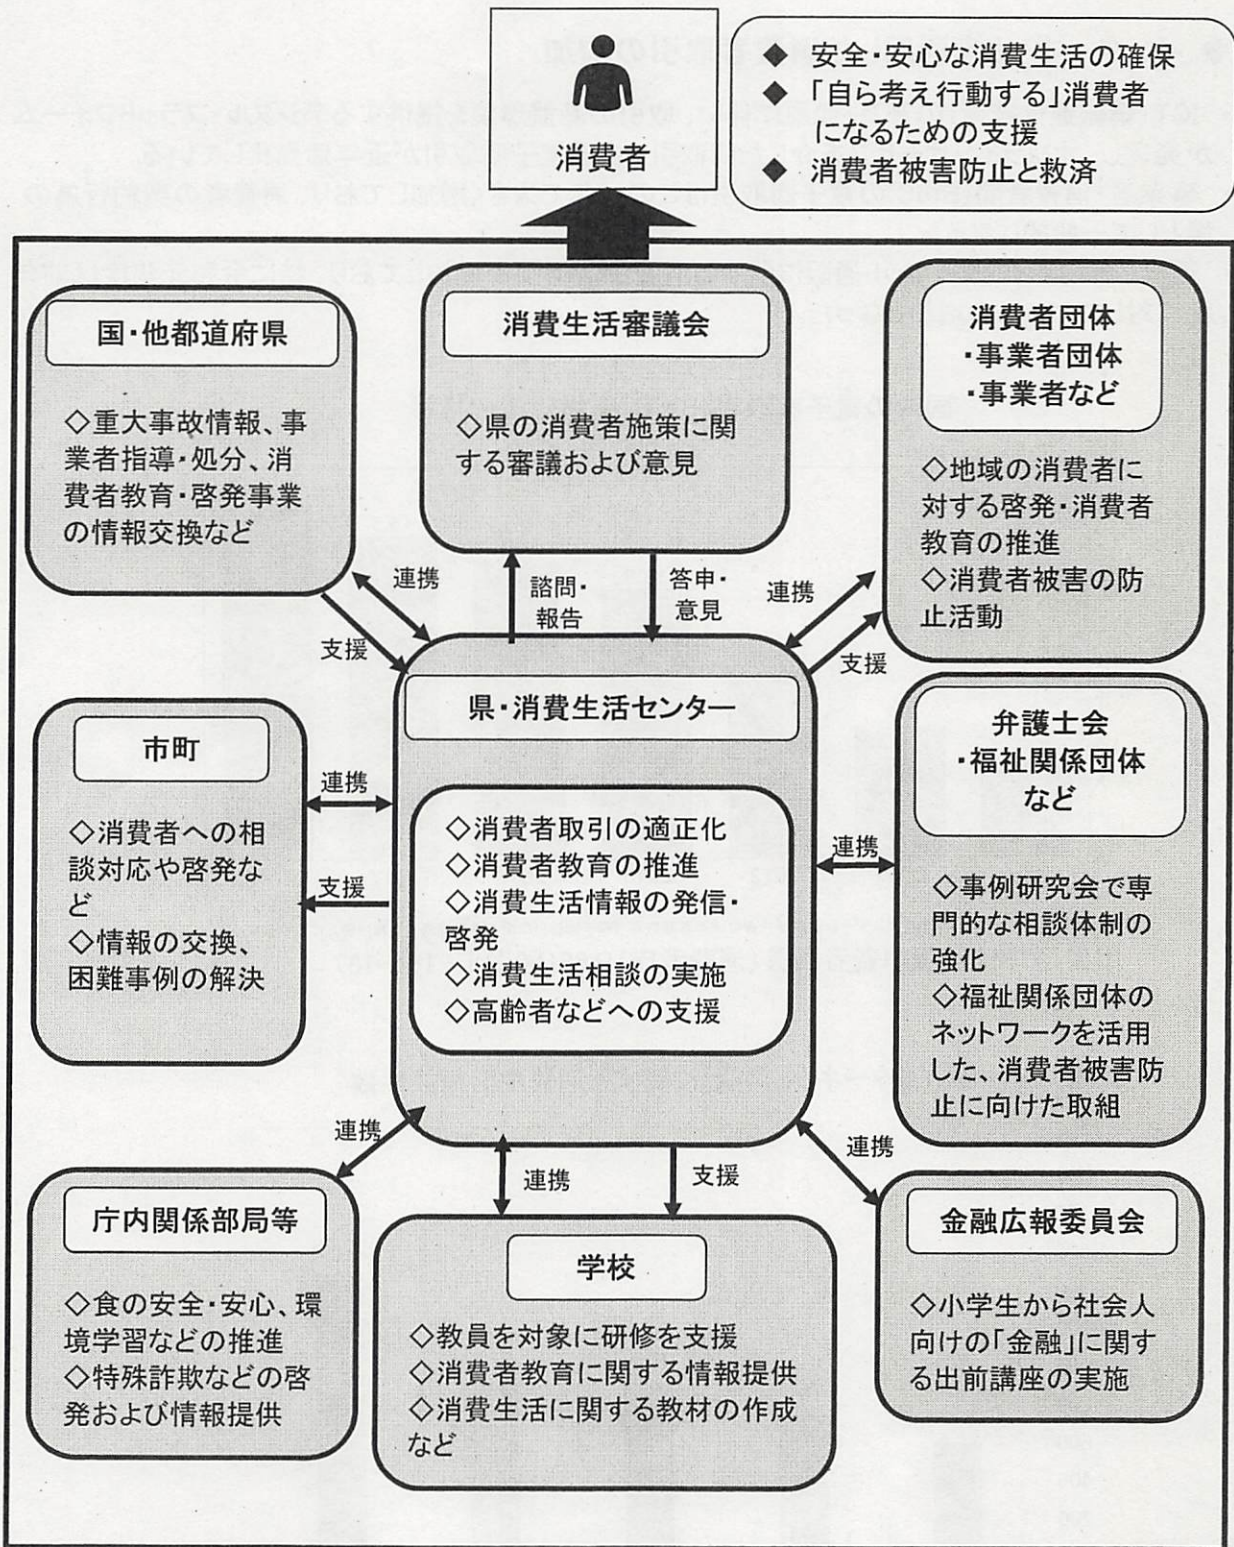 消費者
◆ 安全・安心な消費生活の確保
◆ 「自ら考え行動する」消費者
になるための支援
◆ 消費者被害防止と救済
国・他都道府県
◇重大事故情報、事
業者指導・処分、消
費者教育・啓発事業
の情報交換など
消費生活審議会
◇県の消費者施策に関
する審議および意見
消費者団体
・事業者団体
・事業者など
◇地域の消費者に
対する啓発・消費者
教育の推進
◇消費者被害の防
止活動
連携
支援
諮問・
報告
答申・
意見
連携
支援
県・消費生活センター
◇消費者取引の適正化
◇消費者教育の推進
◇消費生活情報の発信・
啓発
◇消費生活相談の実施
◇高齢者などへの支援
市町
◇消費者への相
談対応や啓発な
ど
◇情報の交換、
困難事例の解決
連携
支援
弁護士会
・福祉関係団体
など
◇事例研究会で専
門的な相談体制の
強化
◇福祉関係団体の
ネットワークを活用
した、消費者被害防
止に向けた取組
連携
連携
連携
支援
連携
庁内関係部局等
◇食の安全・安心、環
境学習などの推進
◇特殊詐欺などの啓
発および情報提供
学校
◇教員を対象に研修を支援
◇消費者教育に関する情報提供
◇消費生活に関する教材の作成
など
金融広報委員会
◇小学生から社会人
向けの「金融」に関す
る出前講座の実施